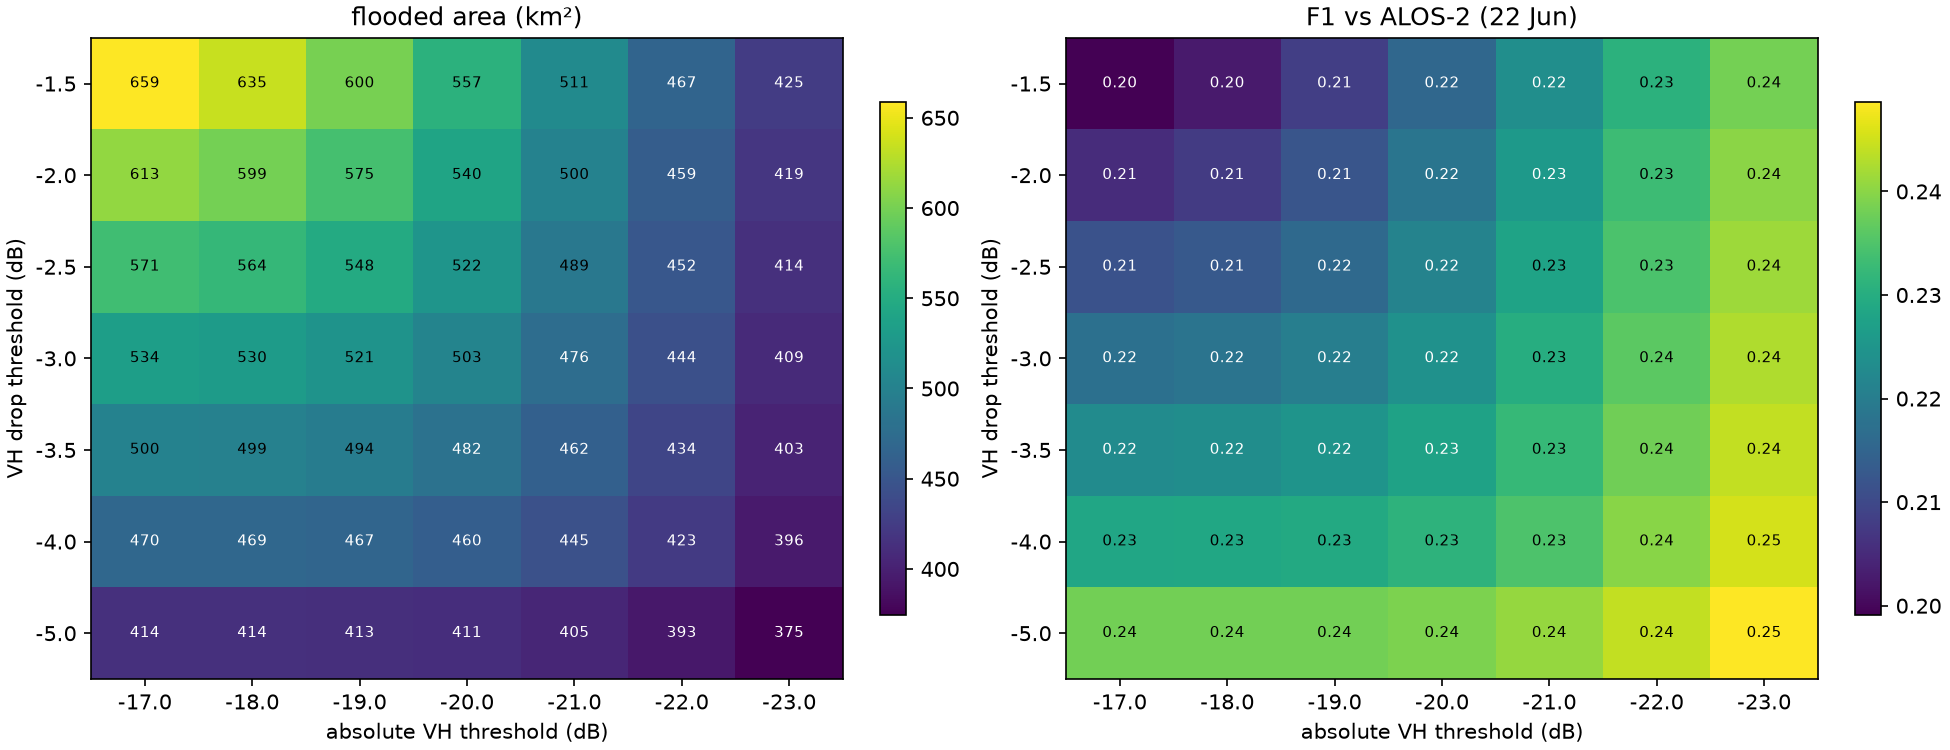 flooded area (km²)
VH drop threshold (dB)
-1.5 659 635 600 557 511 467 425
-2.0 613 599 575 540 500 459 419
-2.5 571 564 548 522 489 452 414
-3.0 534 530 521 503 476 444 409
-3.5 500 499 494 482 462 434 403
-4.0 470 469 467 460 445 423 396
-5.0 414 414 413 411 405 393 375
-17.0 -18.0 -19.0 -20.0 -21.0 -22.0 -23.0
absolute VH threshold (dB)
650
600
550
500
450
400
F1 vs ALOS-2 (22 Jun)
VH drop threshold (dB)
-1.5 0.20 0.20 0.21 0.22 0.22 0.23 0.24
-2.0 0.21 0.21 0.21 0.22 0.23 0.23 0.24
-2.5 0.21 0.21 0.22 0.22 0.23 0.23 0.24
-3.0 0.22 0.22 0.22 0.22 0.23 0.24 0.24
-3.5 0.22 0.22 0.22 0.23 0.23 0.24 0.24
-4.0 0.23 0.23 0.23 0.23 0.23 0.24 0.25
-5.0 0.24 0.24 0.24 0.24 0.24 0.24 0.25
-17.0 -18.0 -19.0 -20.0 -21.0 -22.0 -23.0
absolute VH threshold (dB)
0.24
0.23
0.22
0.21
0.20